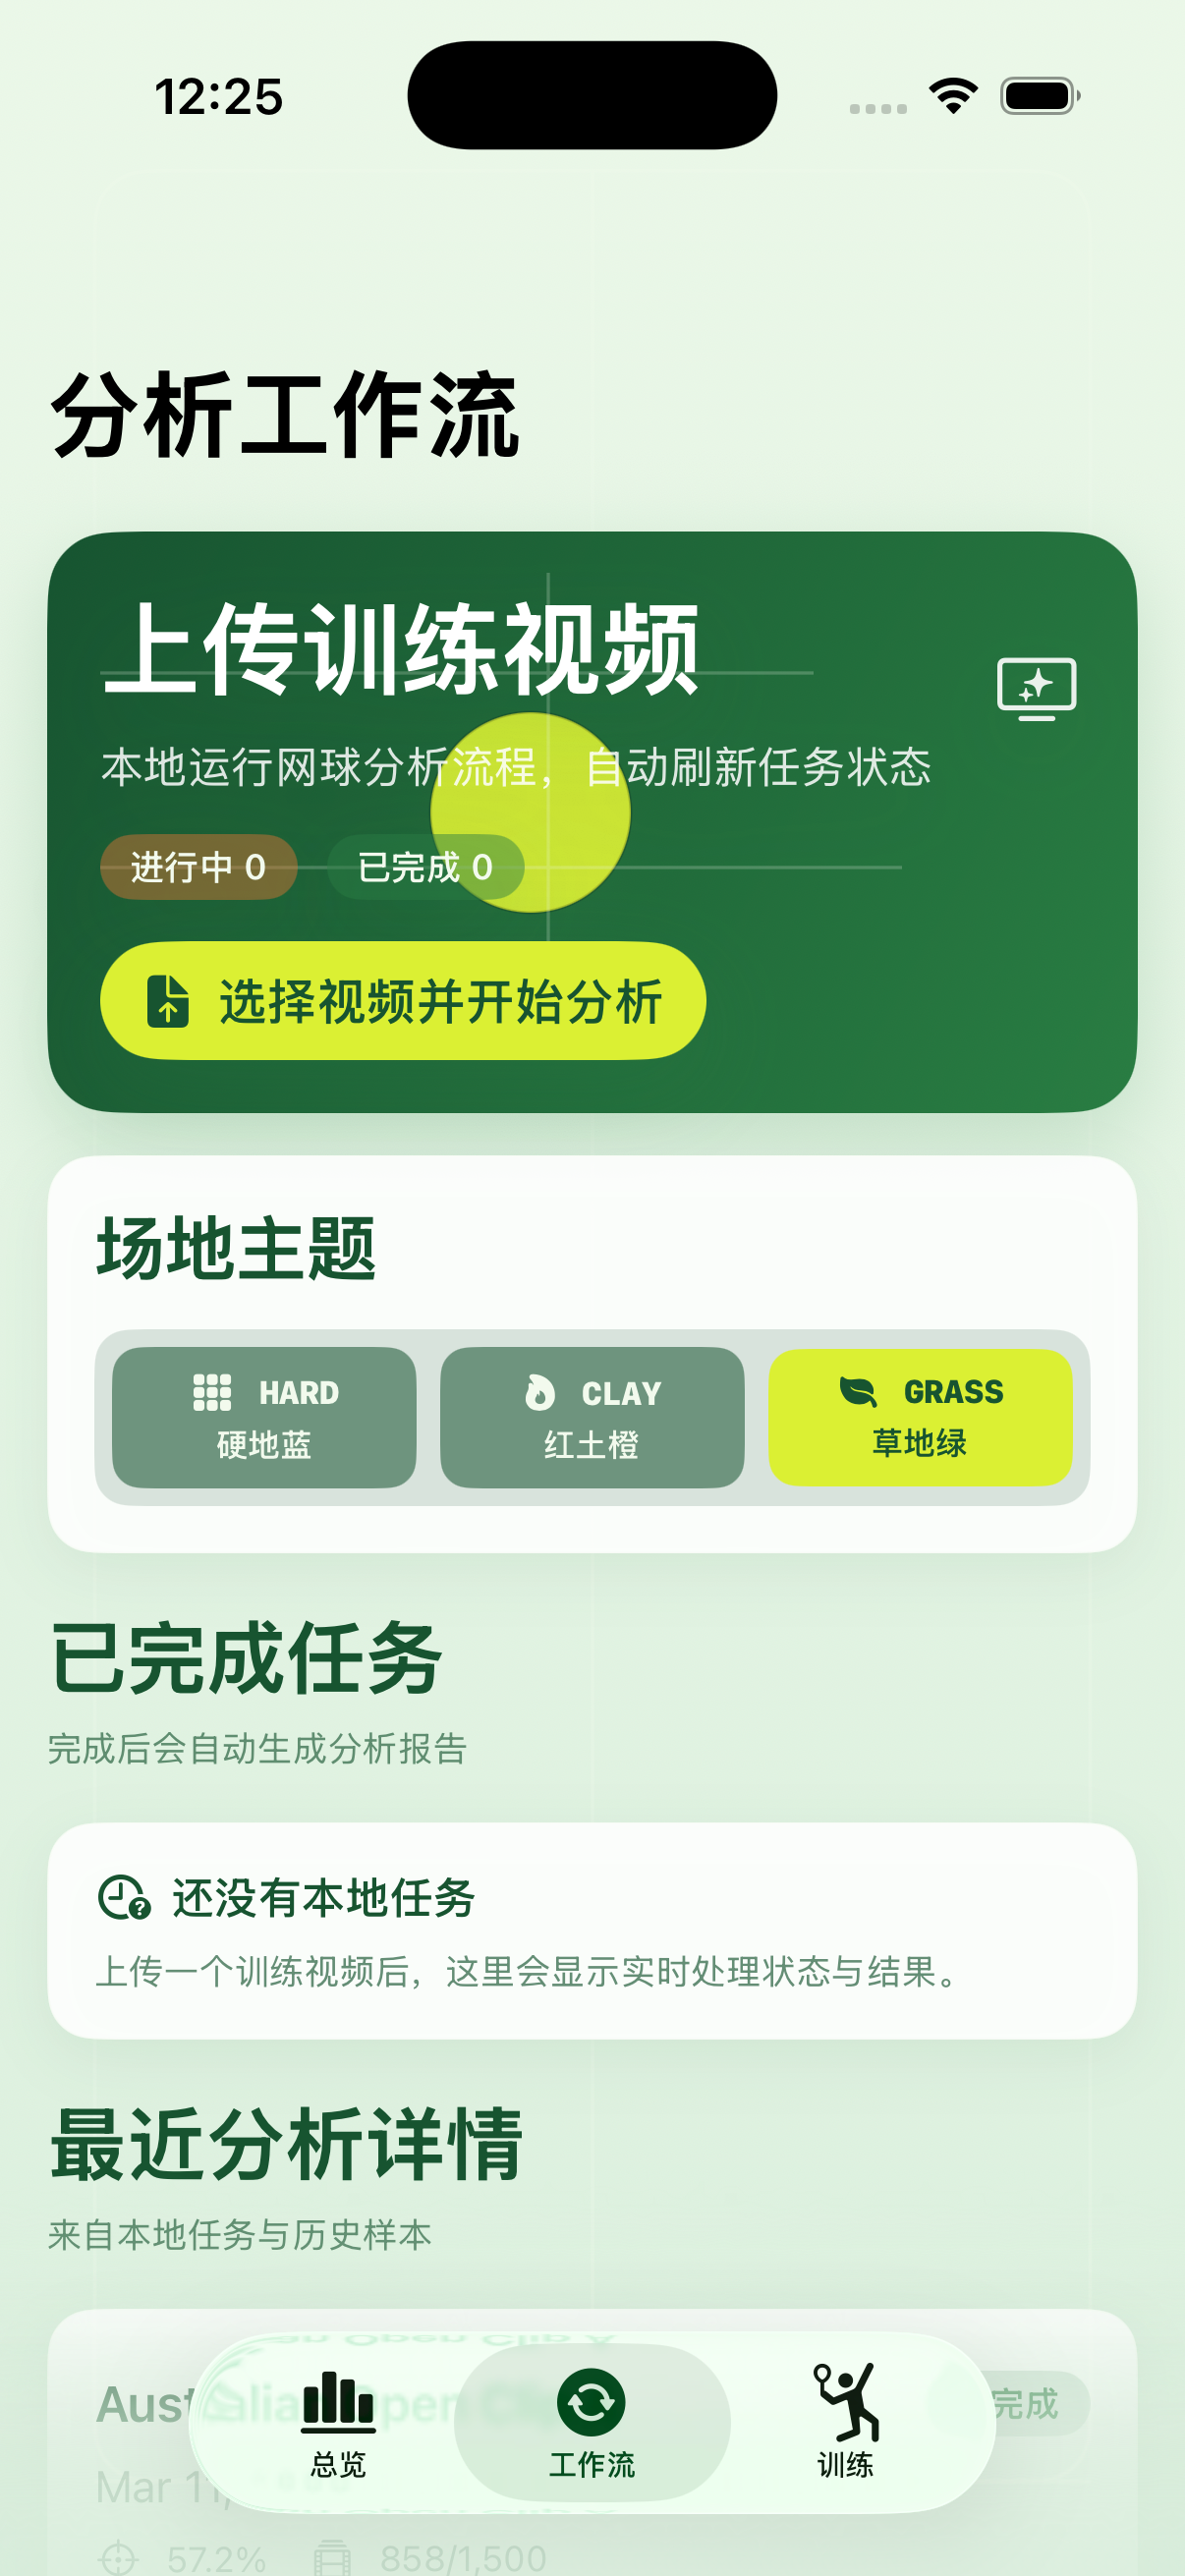 12:25
分析工作流
上传训练视频
本地运行网球分析流程，自动刷新任务状态
进行中 0 已完成 0
选择视频并开始分析
场地主题
HARD
硬地蓝
CLAY
红土橙
GRASS
草地绿
已完成任务
完成后会自动生成分析报告
还没有本地任务
上传一个训练视频后，这里会显示实时处理状态与结果。
最近分析详情
来自本地任务与历史样本
Australian Open Clip
完成
Mar 11,
57.2% 858/1,500
总览
工作流
训练